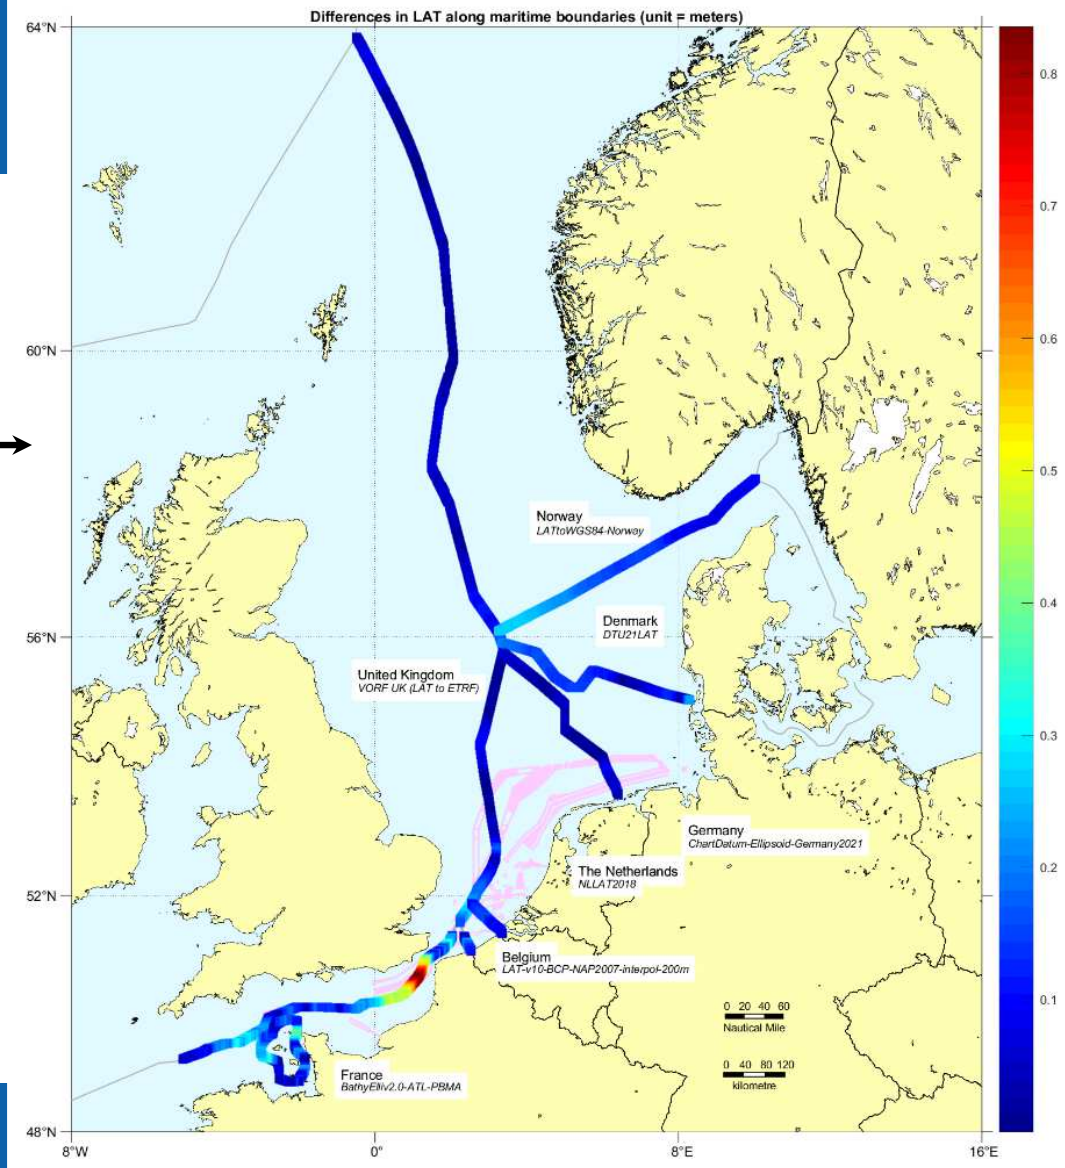 Differences in LAT along maritime boundaries (unit = meters)
64°N
0.8
0.7
0.6
60°N
0.5
Norway
LATtoWGS84-Norway
0.4
Denmark
DTU21LAT
56°N
United Kingdom
VORF UK (LAT to ETRF)
0.3
Germany
ChartDatum-Ellipsoid-Germany2021
The Netherlands
NLLAT2018
0.2
52°N
Belgium
LAT-v10-BCP-NAP2007-interpol-200m
0.1
0 20 40 60
Nautical Mile
France
BathyElliv2.0-ATL-PBMA
0 40 80 120
kilometre
48°N
8°W 0° 8°E 16°E